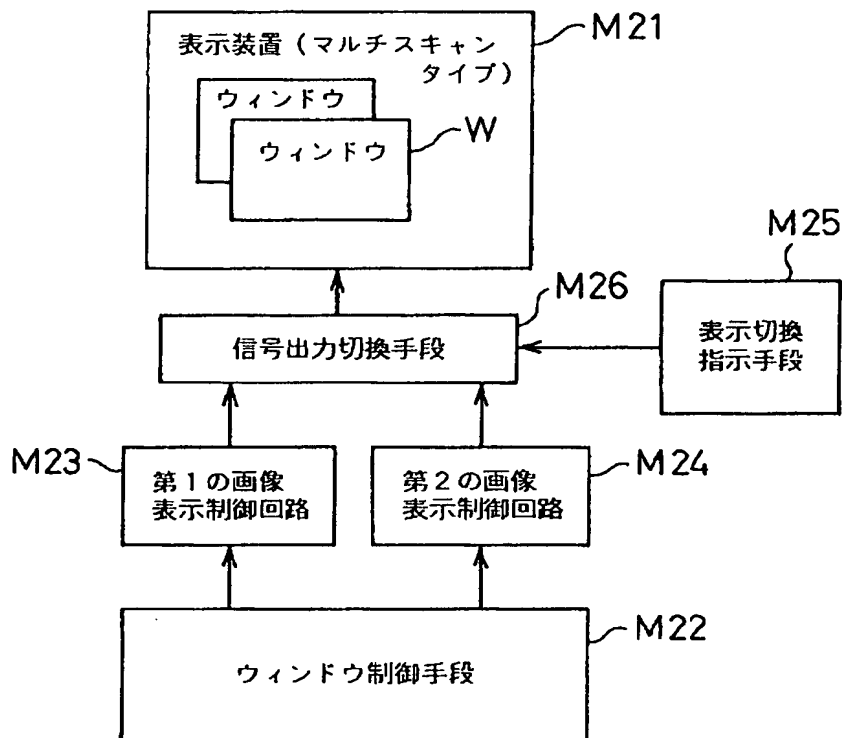 M21
表示装置(マルチスキャン
タイプ)
ウィンドウ
ウィンドウ
W
M25
M26
表示切換
指示手段
信号出力切換手段
M23
第1の画像
表示制御回路
第2の画像
表示制御回路
M24
M22
ウィンドウ制御手段